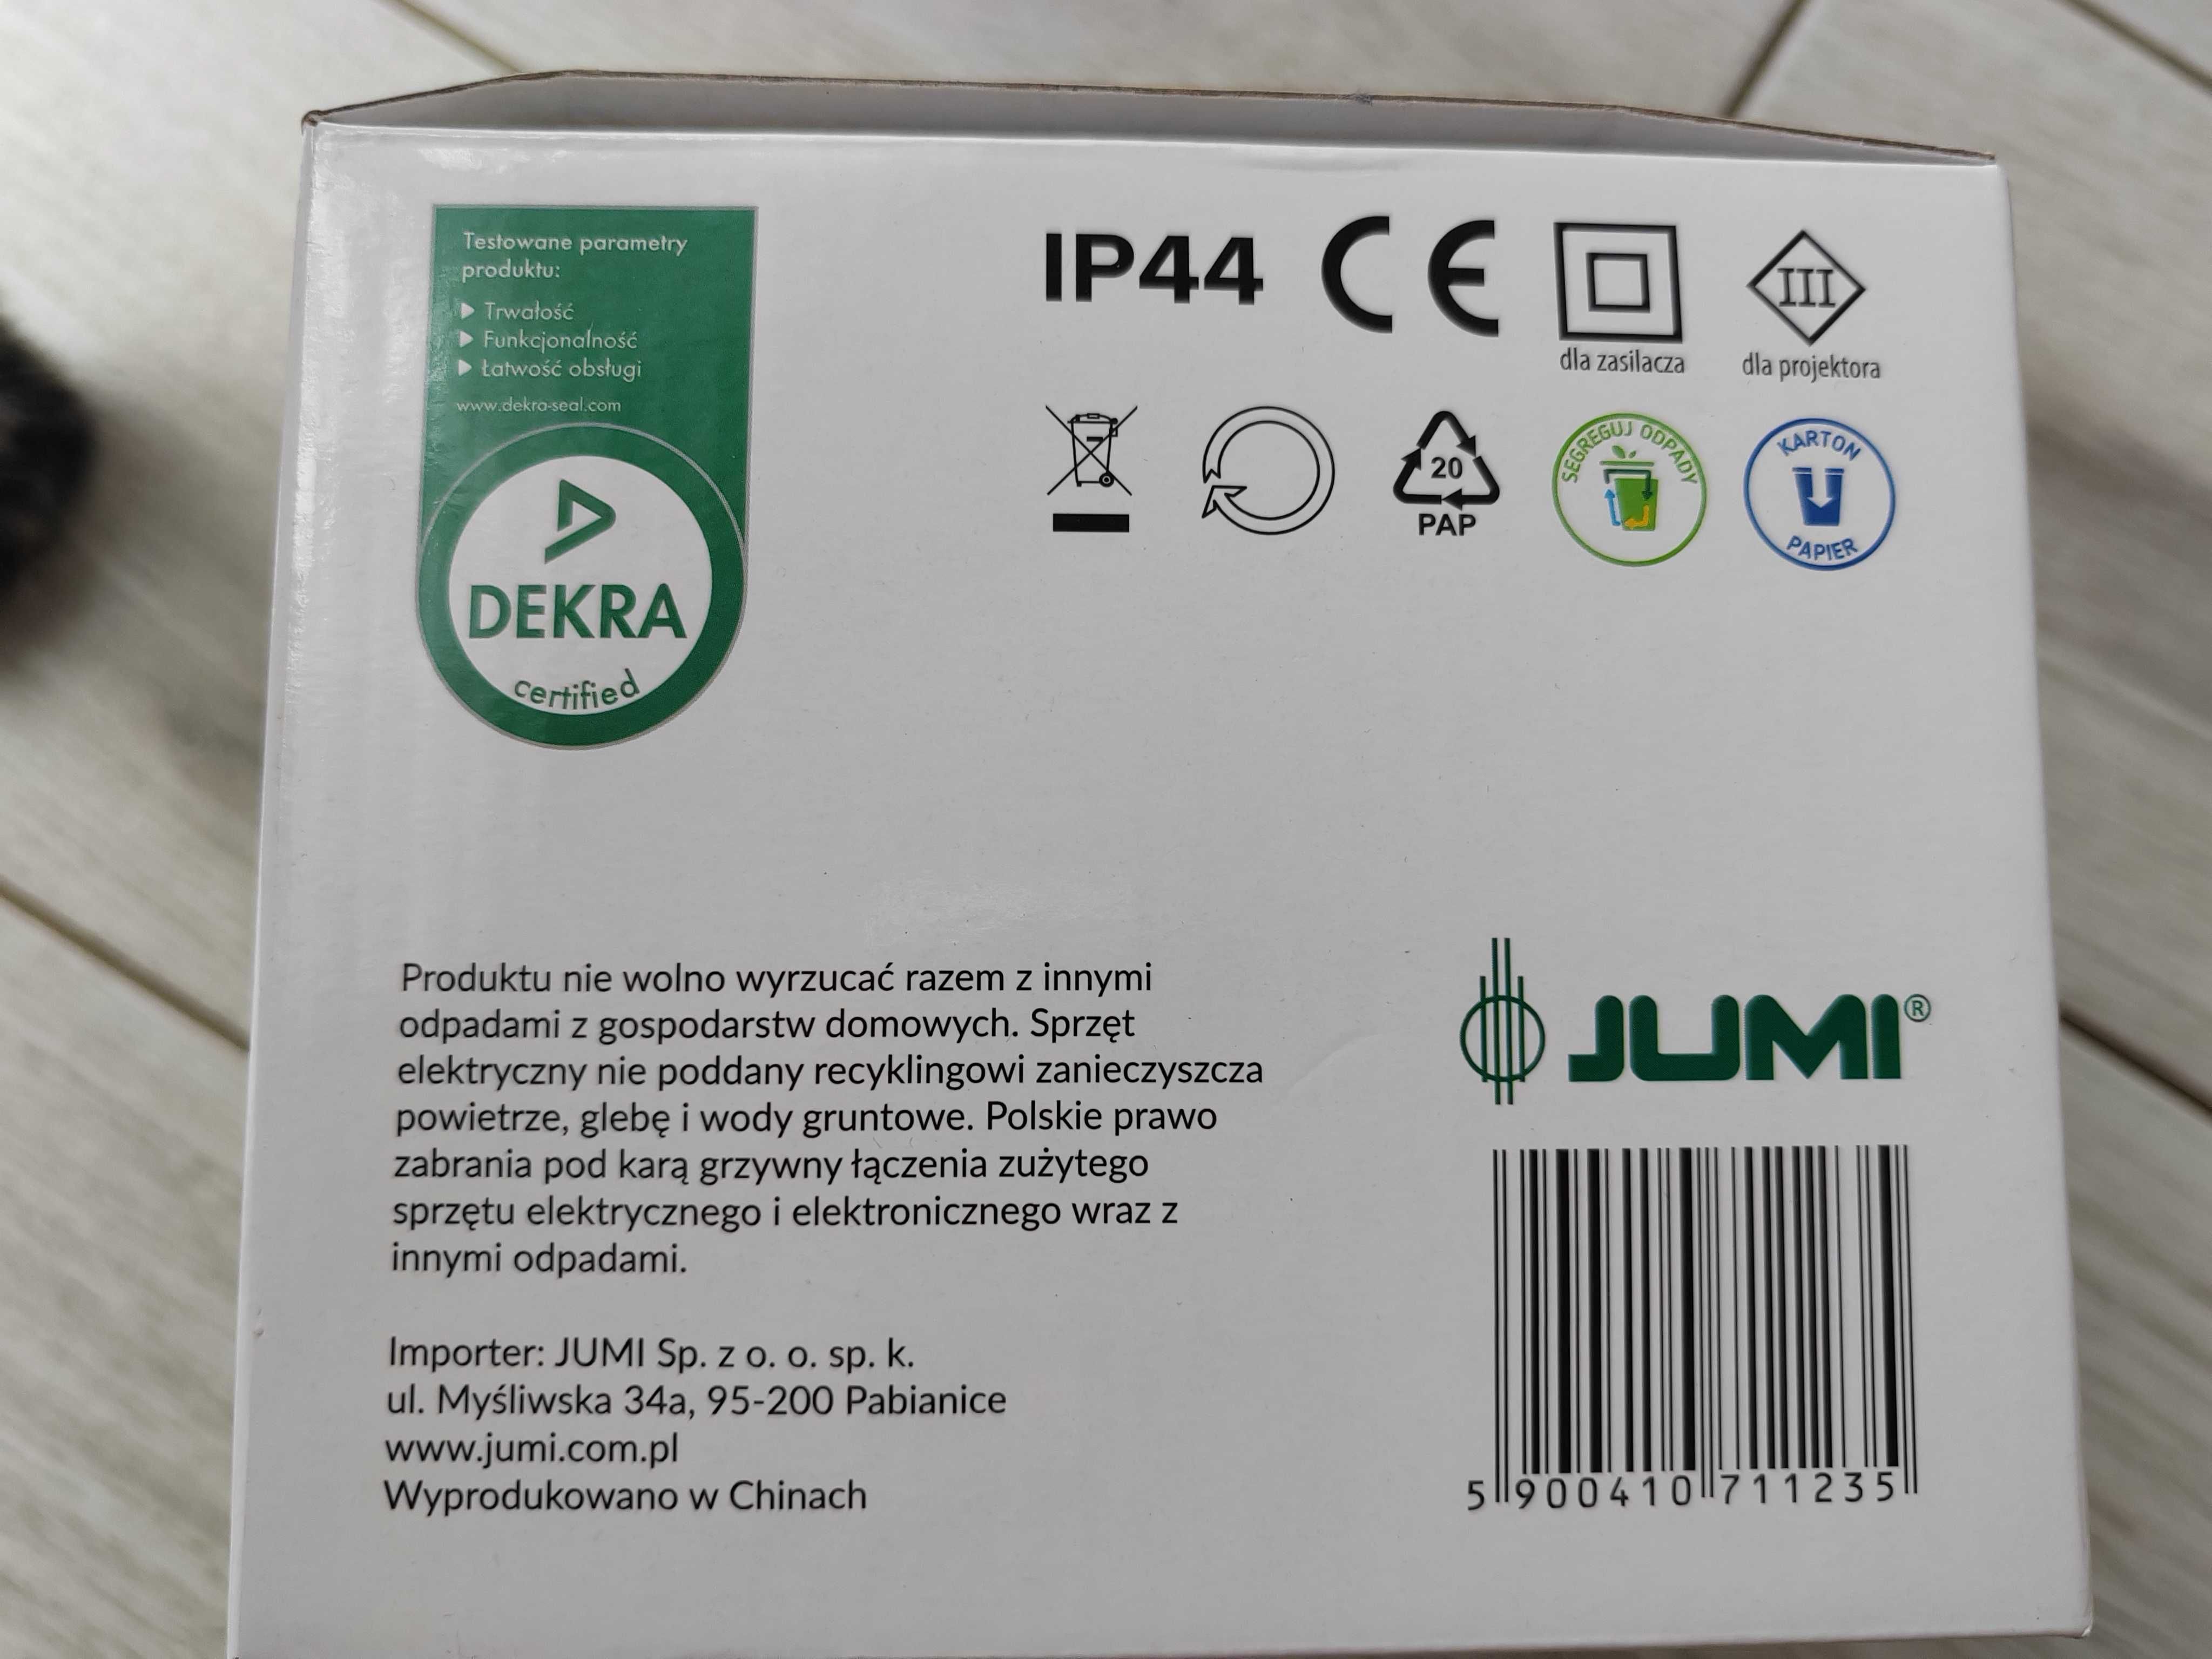 Testowane parametry
produktu:
Trwałość
Funkcjonalność
Łatwość obsługi
www.dekra-seal.com
DEKRA
certified
IP44 CE
III
dla zasilacza
dla projektora
20
PAP
SEGREGUJ ODPADY
KARTON
PAPIER
Produktu nie wolno wyrzucać razem z innymi
odpadami z gospodarstw domowych. Sprzęt
elektryczny nie poddany recyklingowi zanieczyszcza
powietrze, glebę i wody gruntowe. Polskie prawo
zabrania pod karą grzywny łączenia zużytego
sprzętu elektrycznego i elektronicznego wraz z
innymi odpadami.
Importer: JUMI Sp. z o. o. sp. k.
ul. Myśliwska 34a, 95-200 Pabianice
www.jumi.com.pl
Wyprodukowano w Chinach
JUMI®
5 900410 711235